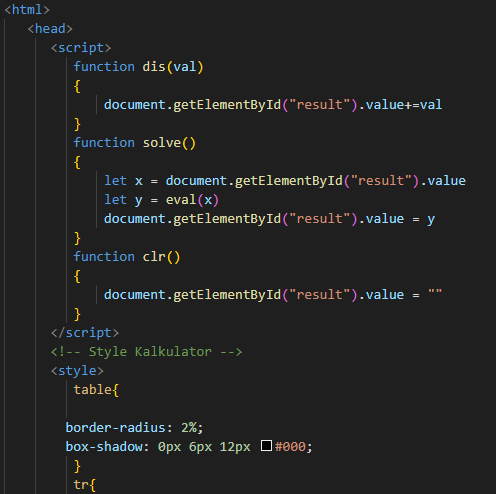 <html>
<head>
<script>
function dis(val)
{
document.getElementById("result").value+=val
}
function solve()
{
let x = document.getElementById("result").value
let y = eval(x)
document.getElementById("result").value = y
}
function clr()
{
document.getElementById("result").value = ""
}
</script>
<!-- Style Kalkulator -->
<style>
table{
border-radius: 2%;
box-shadow: 0px 6px 12px #000;
}
tr{